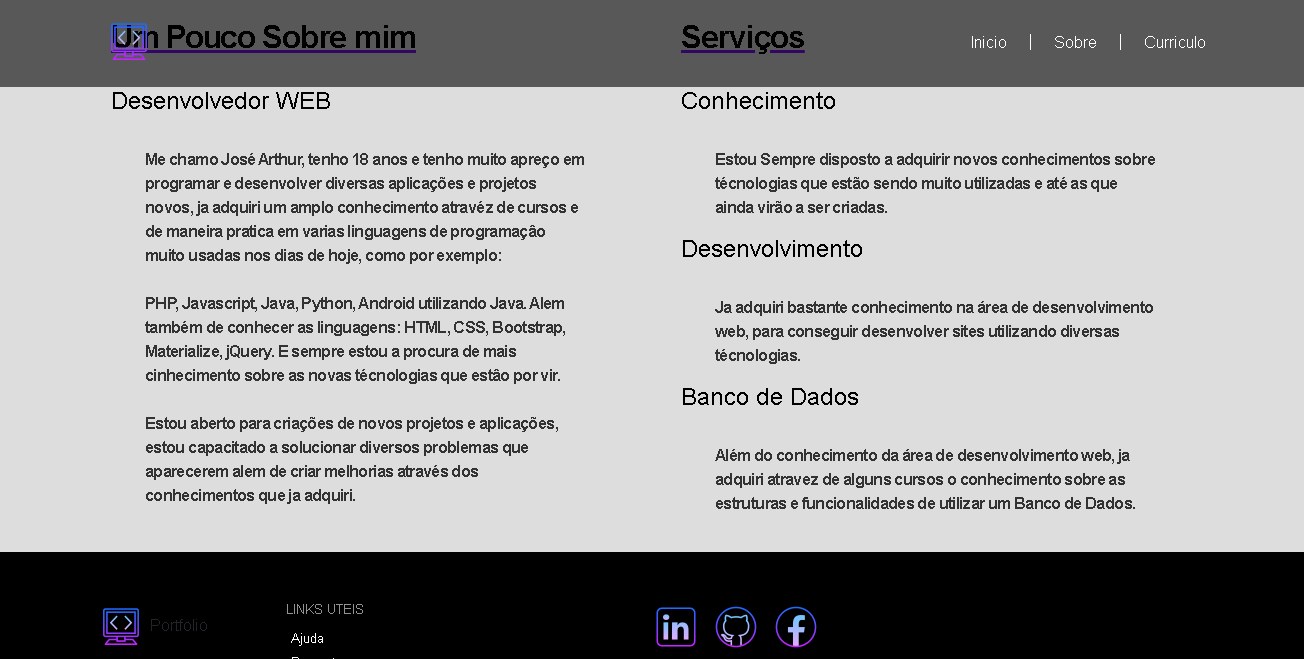 Um Pouco Sobre mim
Serviços
Inicio
Sobre
Curriculo
Desenvolvedor WEB
Me chamo José Arthur, tenho 18 anos e tenho muito apreço em
programar e desenvolver diversas aplicações e projetos
novos, ja adquiri um amplo conhecimento atravéz de cursos e
de maneira pratica em varias linguagens de programação
muito usadas nos dias de hoje, como por exemplo:
PHP, Javascript, Java, Python, Android utilizando Java. Alem
também de conhecer as linguagens: HTML, CSS, Bootstrap,
Materialize, jQuery. E sempre estou a procura de mais
cinhecimento sobre as novas técnologias que estão por vir.
Estou aberto para criações de novos projetos e aplicações,
estou capacitado a solucionar diversos problemas que
aparecerem alem de criar melhorias através dos
conhecimentos que ja adquiri.
Conhecimento
Estou Sempre disposto a adquirir novos conhecimentos sobre
técnologias que estão sendo muito utilizadas e até as que
ainda virão a ser criadas.
Desenvolvimento
Ja adquiri bastante conhecimento na área de desenvolvimento
web, para conseguir desenvolver sites utilizando diversas
técnologias.
Banco de Dados
Além do conhecimento da área de desenvolvimento web, ja
adquiri atravez de alguns cursos o conhecimento sobre as
estruturas e funcionalidades de utilizar um Banco de Dados.
Portfolio
LINKS UTEIS
Ajuda